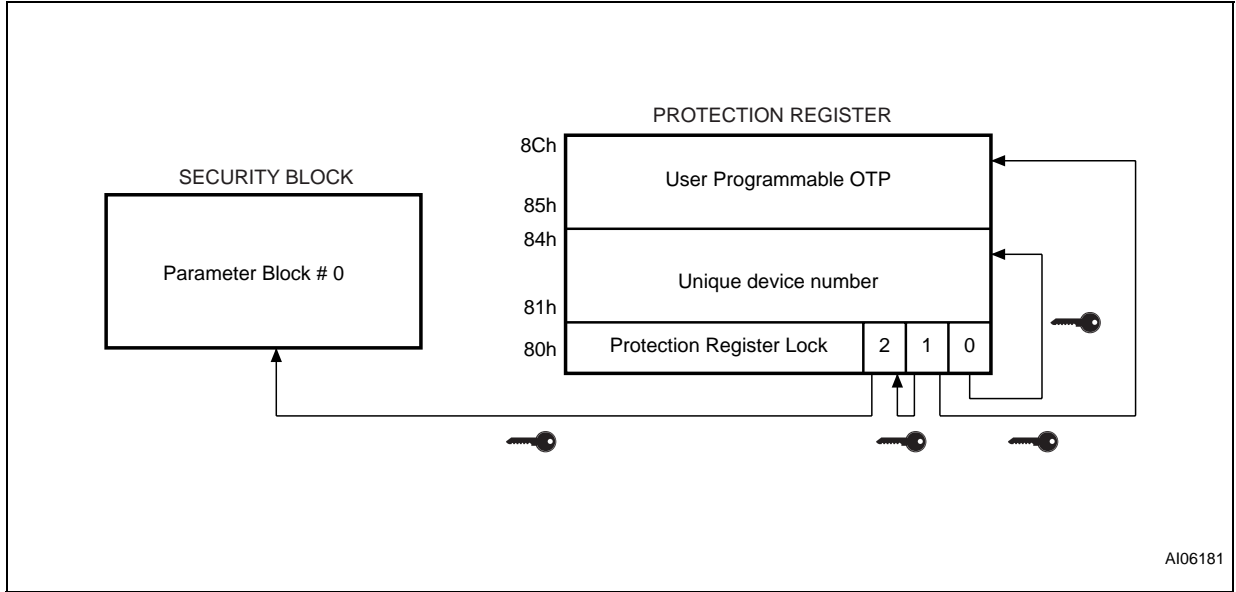 PROTECTION REGISTER
8Ch
User Programmable OTP
SECURITY BLOCK
85h
84h
Parameter Block # 0
Unique device number
81h
80h
Protection Register Lock
2
1
0
AI06181